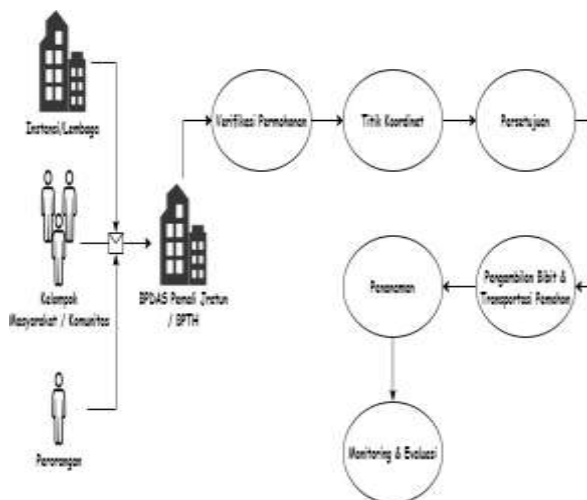 Instansi/Lembaga
Kelompok
Masyarakat / Komunitas
Perorangan
BPDAS Pemali Jratun
/ BPTH
Verifikasi Permohonan
Titik Koordinat
Persetujuan
Pengambilan Bibit &
Transportasi Pemohon
Penanaman
Monitoring & Evaluasi